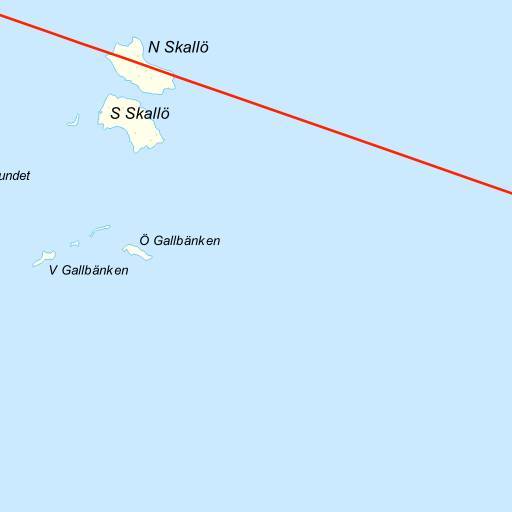 N Skallö
S Skallö
undet
Ö Gallbänken
V Gallbänken